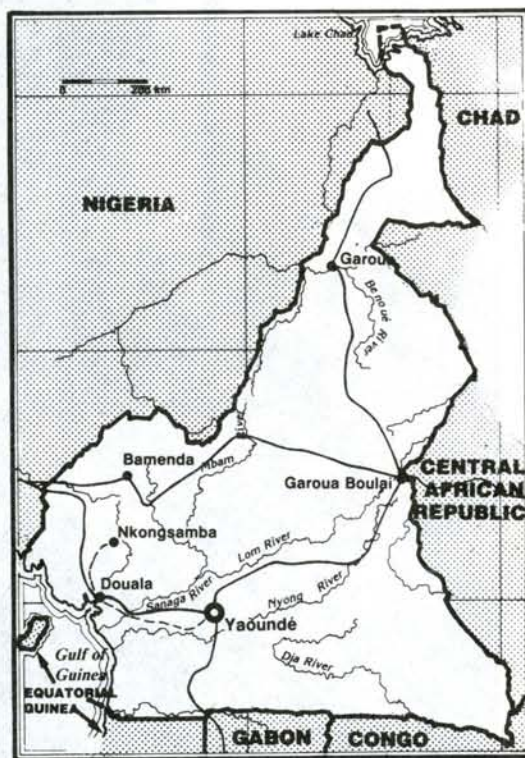 Lake Chad
0 200 km
CHAD
NIGERIA
Garoua
Benoué River
Mbam
Bamenda
Garoua Boulai
CENTRAL
AFRICAN
REPUBLIC
Nkongsamba
Lom River
Douala
Sanaga River
Nyong River
Yaoundé
Dja River
Gulf of
Guinea
EQUATORIAL
GUINEA
GABON
CONGO